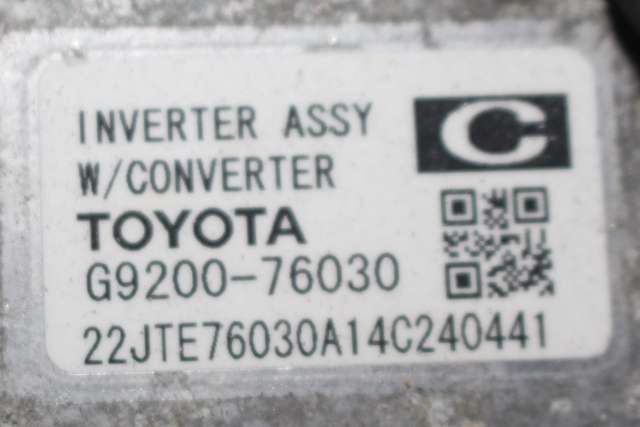 INVERTER ASSY
C
W/CONVERTER
TOYOTA
G9200-76030
22JTE76030A14C240441